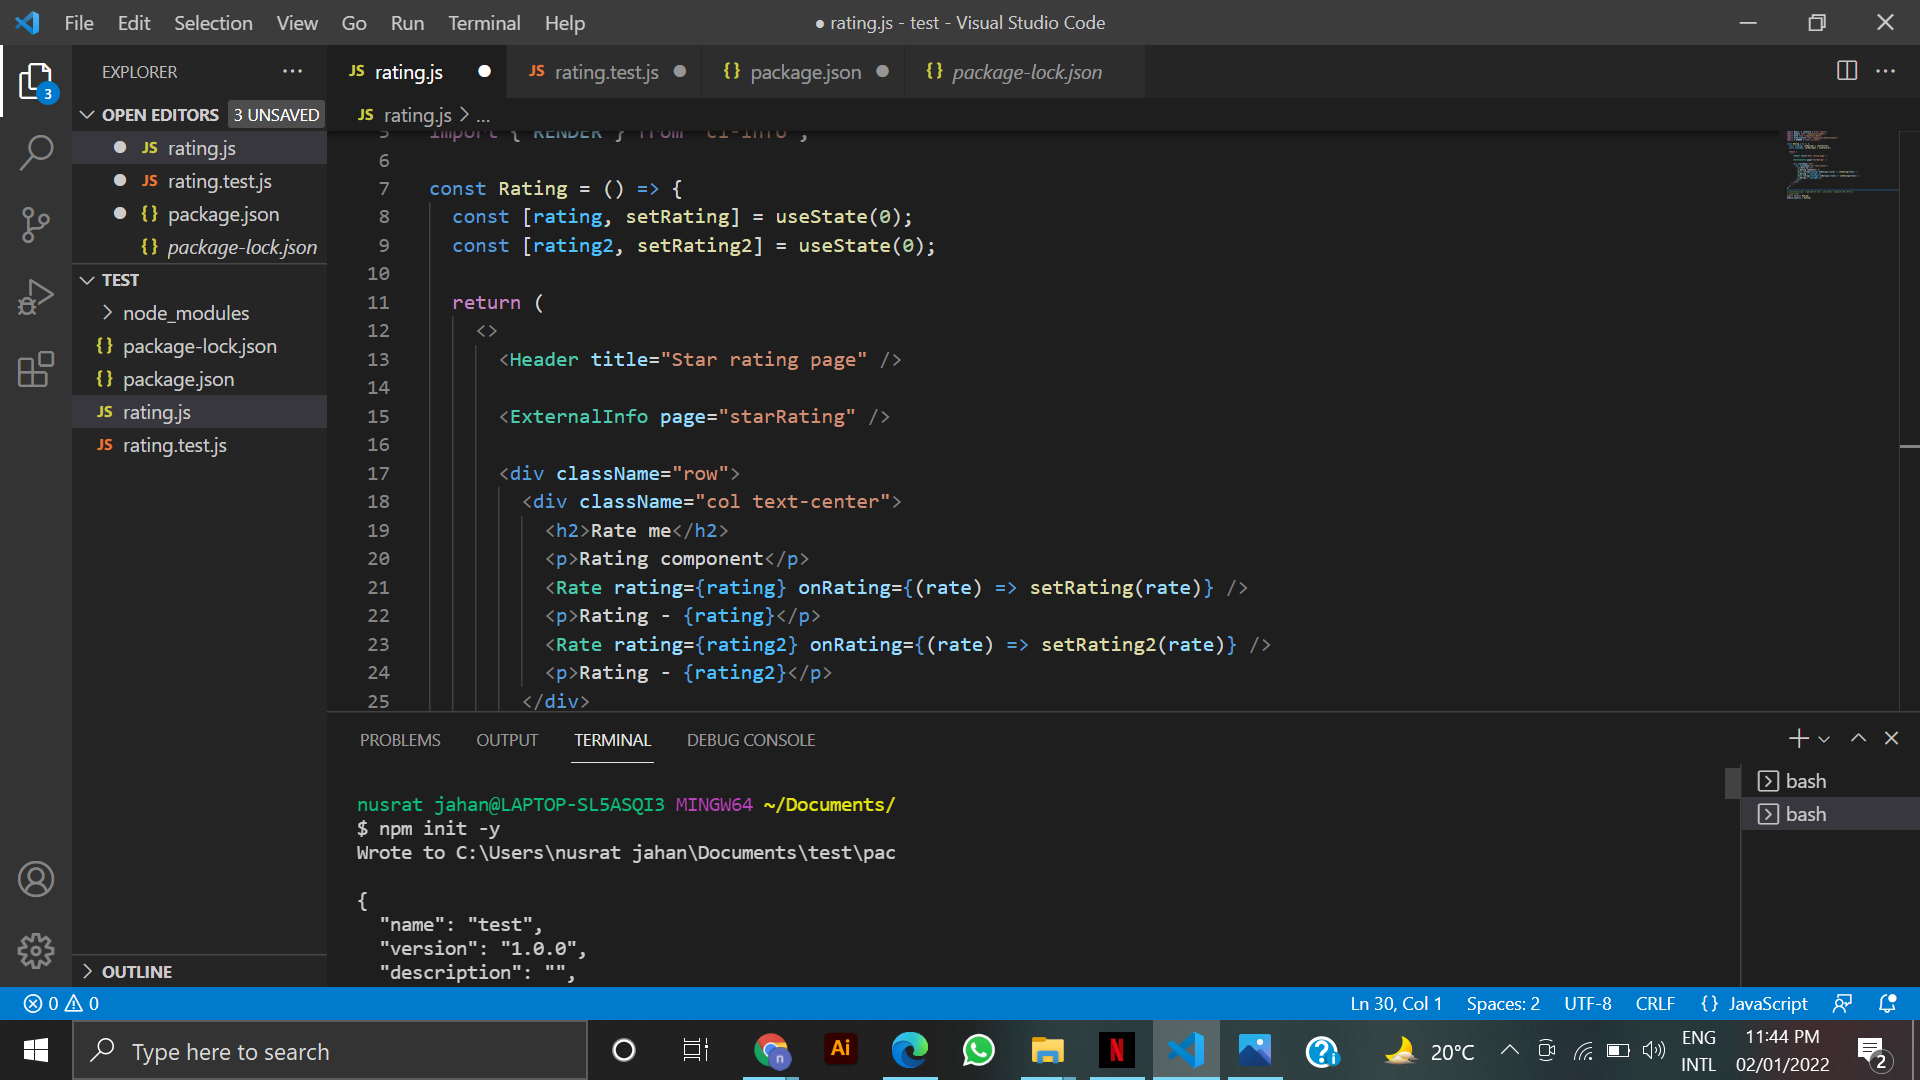 File Edit Selection View Go Run Terminal Help
● rating.js - test - Visual Studio Code
3
EXPLORER
OPEN EDITORS 3 UNSAVED
JS rating.js
JS rating.test.js
{} package.json
{} package-lock.json
TEST
node_modules
{} package-lock.json
{} package.json
JS rating.js
JS rating.test.js
OUTLINE
JS rating.js JS rating.test.js {} package.json {} package-lock.json
JS rating.js > ...
5 import { RENDER } from 'ci-info';
6
7 const Rating = () => {
8 const [rating, setRating] = useState(0);
9 const [rating2, setRating2] = useState(0);
10
11 return (
12 <>
13 <Header title="Star rating page" />
14
15 <ExternalInfo page="starRating" />
16
17 <div className="row">
18 <div className="col text-center">
19 <h2>Rate me</h2>
20 <p>Rating component</p>
21 <Rate rating={rating} onRating={(rate) => setRating(rate)} />
22 <p>Rating - {rating}</p>
23 <Rate rating={rating2} onRating={(rate) => setRating2(rate)} />
24 <p>Rating - {rating2}</p>
25 </div>
PROBLEMS OUTPUT TERMINAL DEBUG CONSOLE
nusrat jahan@LAPTOP-SL5ASQI3 MINGW64 ~/Documents/
$ npm init -y
Wrote to C:\Users\nusrat jahan\Documents\test\pac
{
"name": "test",
"version": "1.0.0",
"description": "",
bash
bash
0 0
Ln 30, Col 1 Spaces: 2 UTF-8 CRLF {} JavaScript
Type here to search
n
Ai
N
20°C
ENG
INTL
11:44 PM
02/01/2022
2